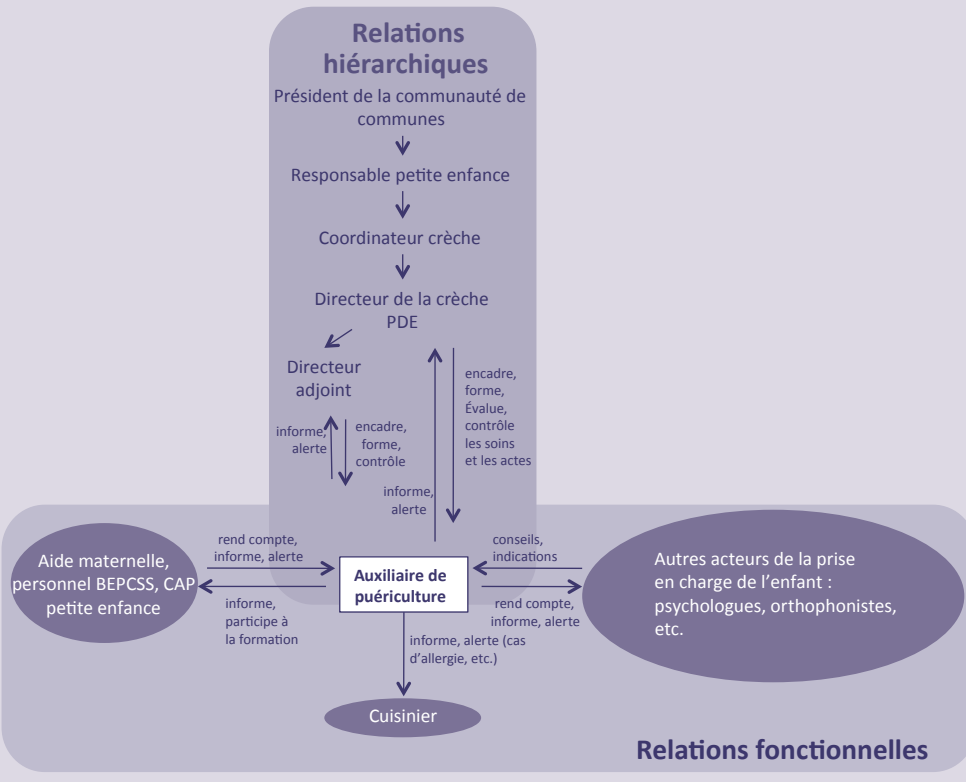 Relations
hiérarchiques
Président de la communauté de
communes
Responsable petite enfance
Coordinateur crèche
Directeur de la crèche
PDE
Directeur
adjoint
informe,
alerte
encadre,
forme,
contrôle
encadre,
forme,
Évalue,
contrôle
les soins
et les actes
informe,
alerte
Aide maternelle,
personnel BEPCSS, CAP
petite enfance
rend compte,
informe, alerte
informe,
participe à
la formation
Auxiliaire de
puériculture
conseils,
indications
rend compte,
informe, alerte
Autres acteurs de la prise
en charge de l’enfant :
psychologues, orthophonistes,
etc.
informe, alerte (cas
d’allergie, etc.)
Cuisinier
Relations fonctionnelles